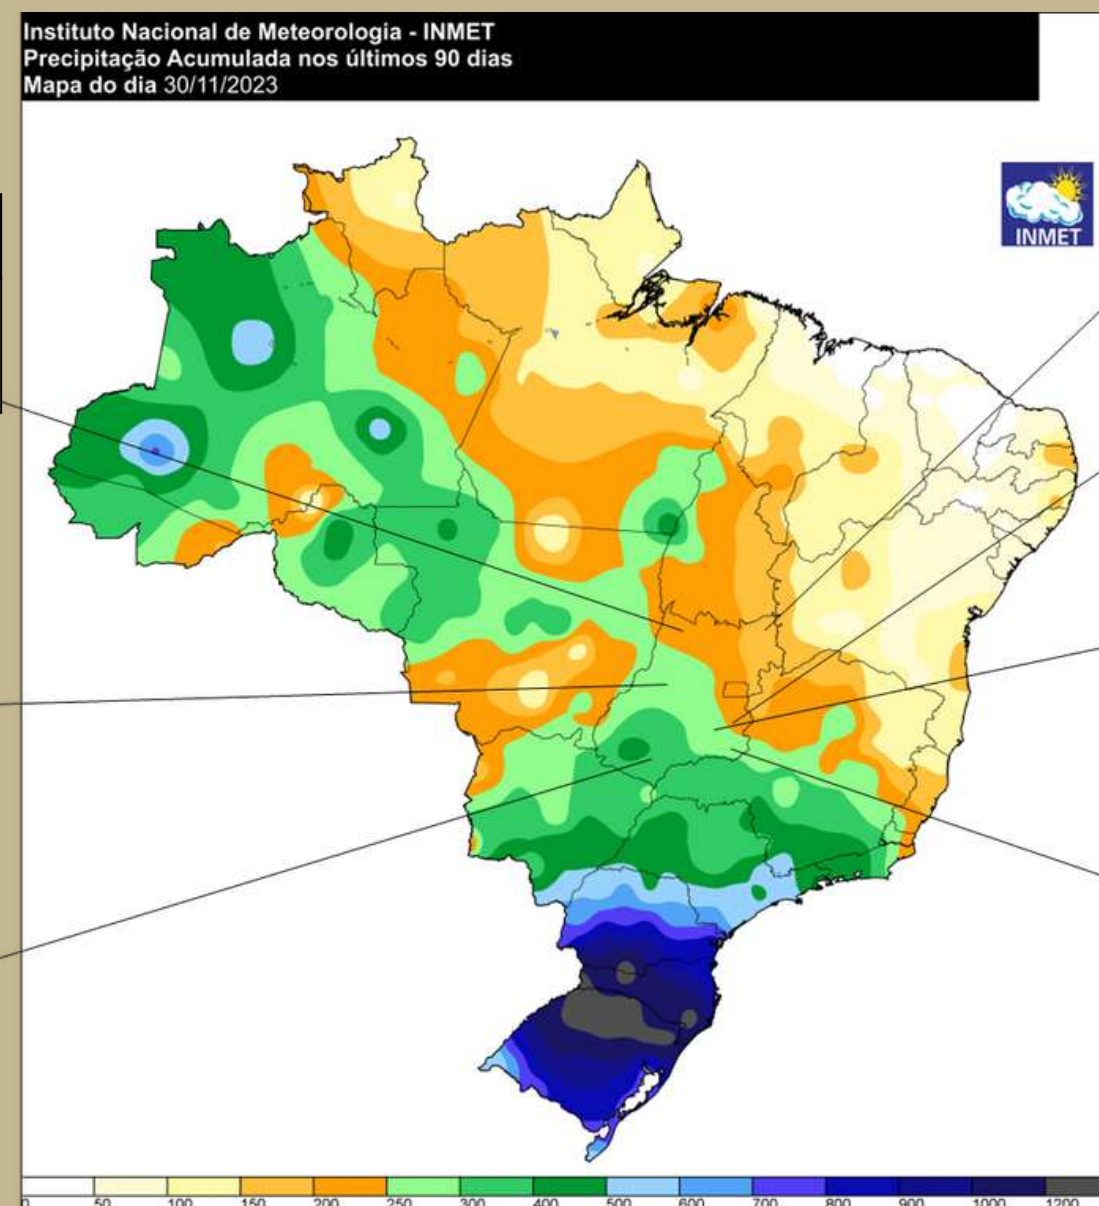 Instituto Nacional de Meteorologia - INMET
Precipitação Acumulada nos últimos 90 dias
Mapa do dia 30/11/2023
INMET
0 50 100 150 200 250 300 400 500 600 700 800 900 1000 1200